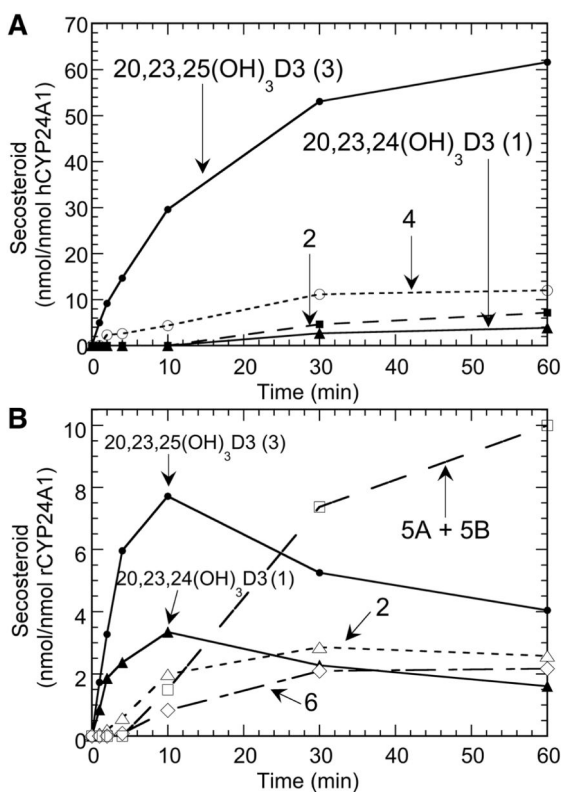 A
70
60
50
40
30
20
10
0
Secosteroid
(nmol/nmol hCYP24A1)
20,23,25(OH)3D3 (3)
20,23,24(OH)3D3 (1)
2
4
0 10 20 30 40 50 60
Time (min)
B
10
8
6
4
2
0
Secosteroid
(nmol/nmol rCYP24A1)
20,23,25(OH)3D3 (3)
5A + 5B
20,23,24(OH)3D3 (1)
2
6
0 10 20 30 40 50 60
Time (min)